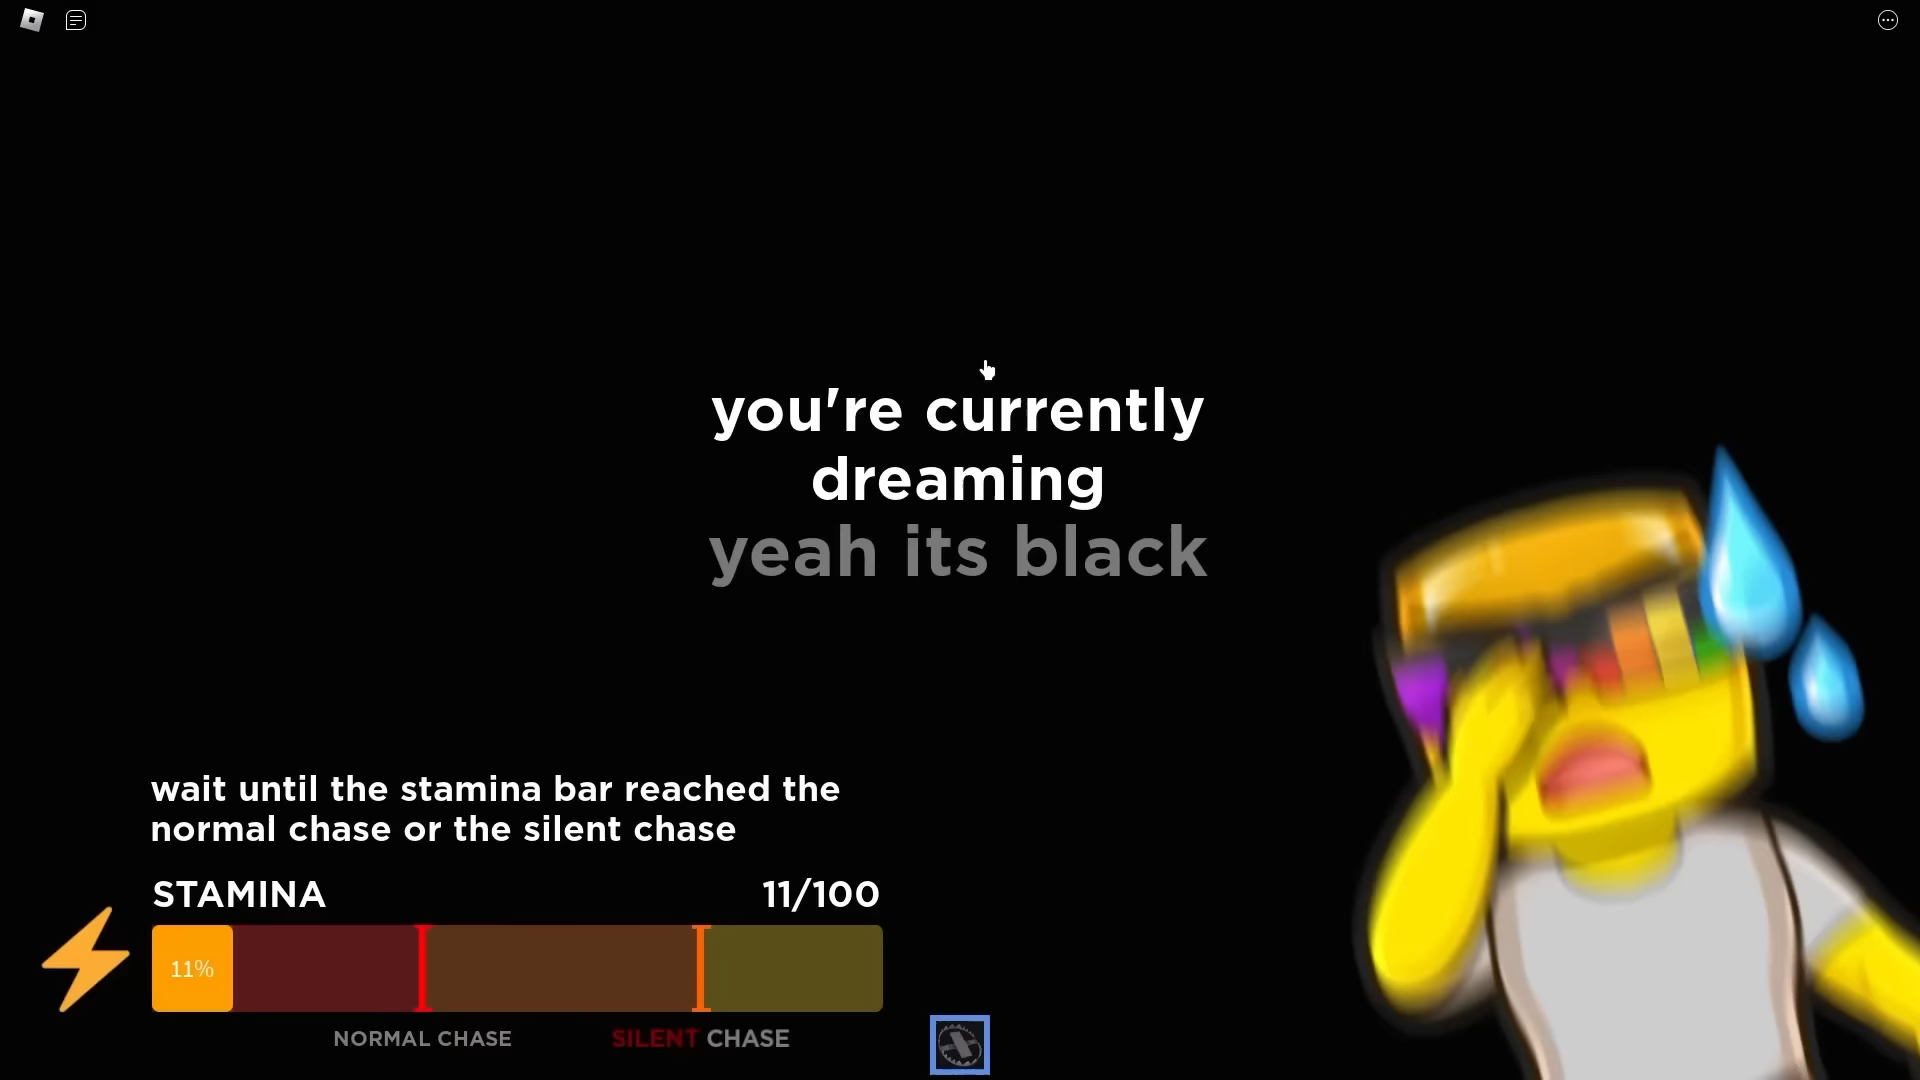 you're currently
dreaming
yeah its black
wait until the stamina bar reached the
normal chase or the silent chase
STAMINA 11/100
11%
NORMAL CHASE SILENT CHASE